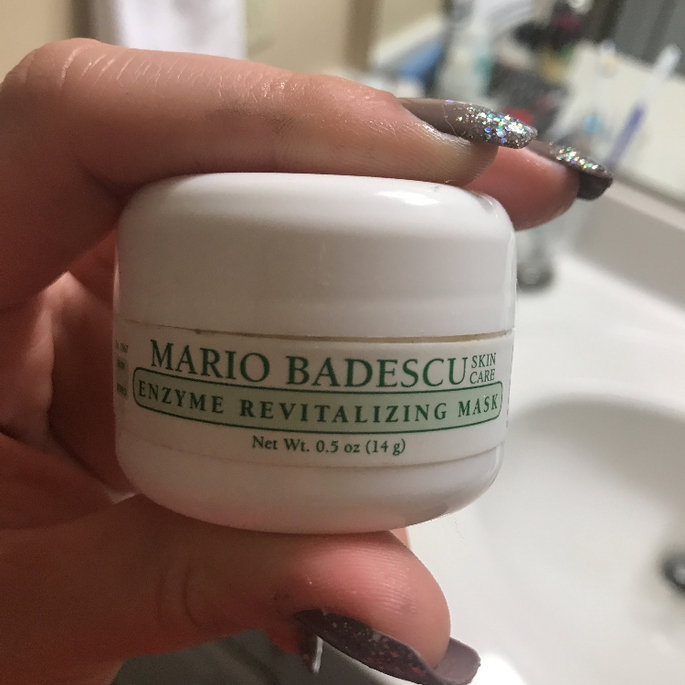 MARIO BADESCU SKIN CARE
ENZYME REVITALIZING MASK
Net Wt. 0.5 oz (14 g)